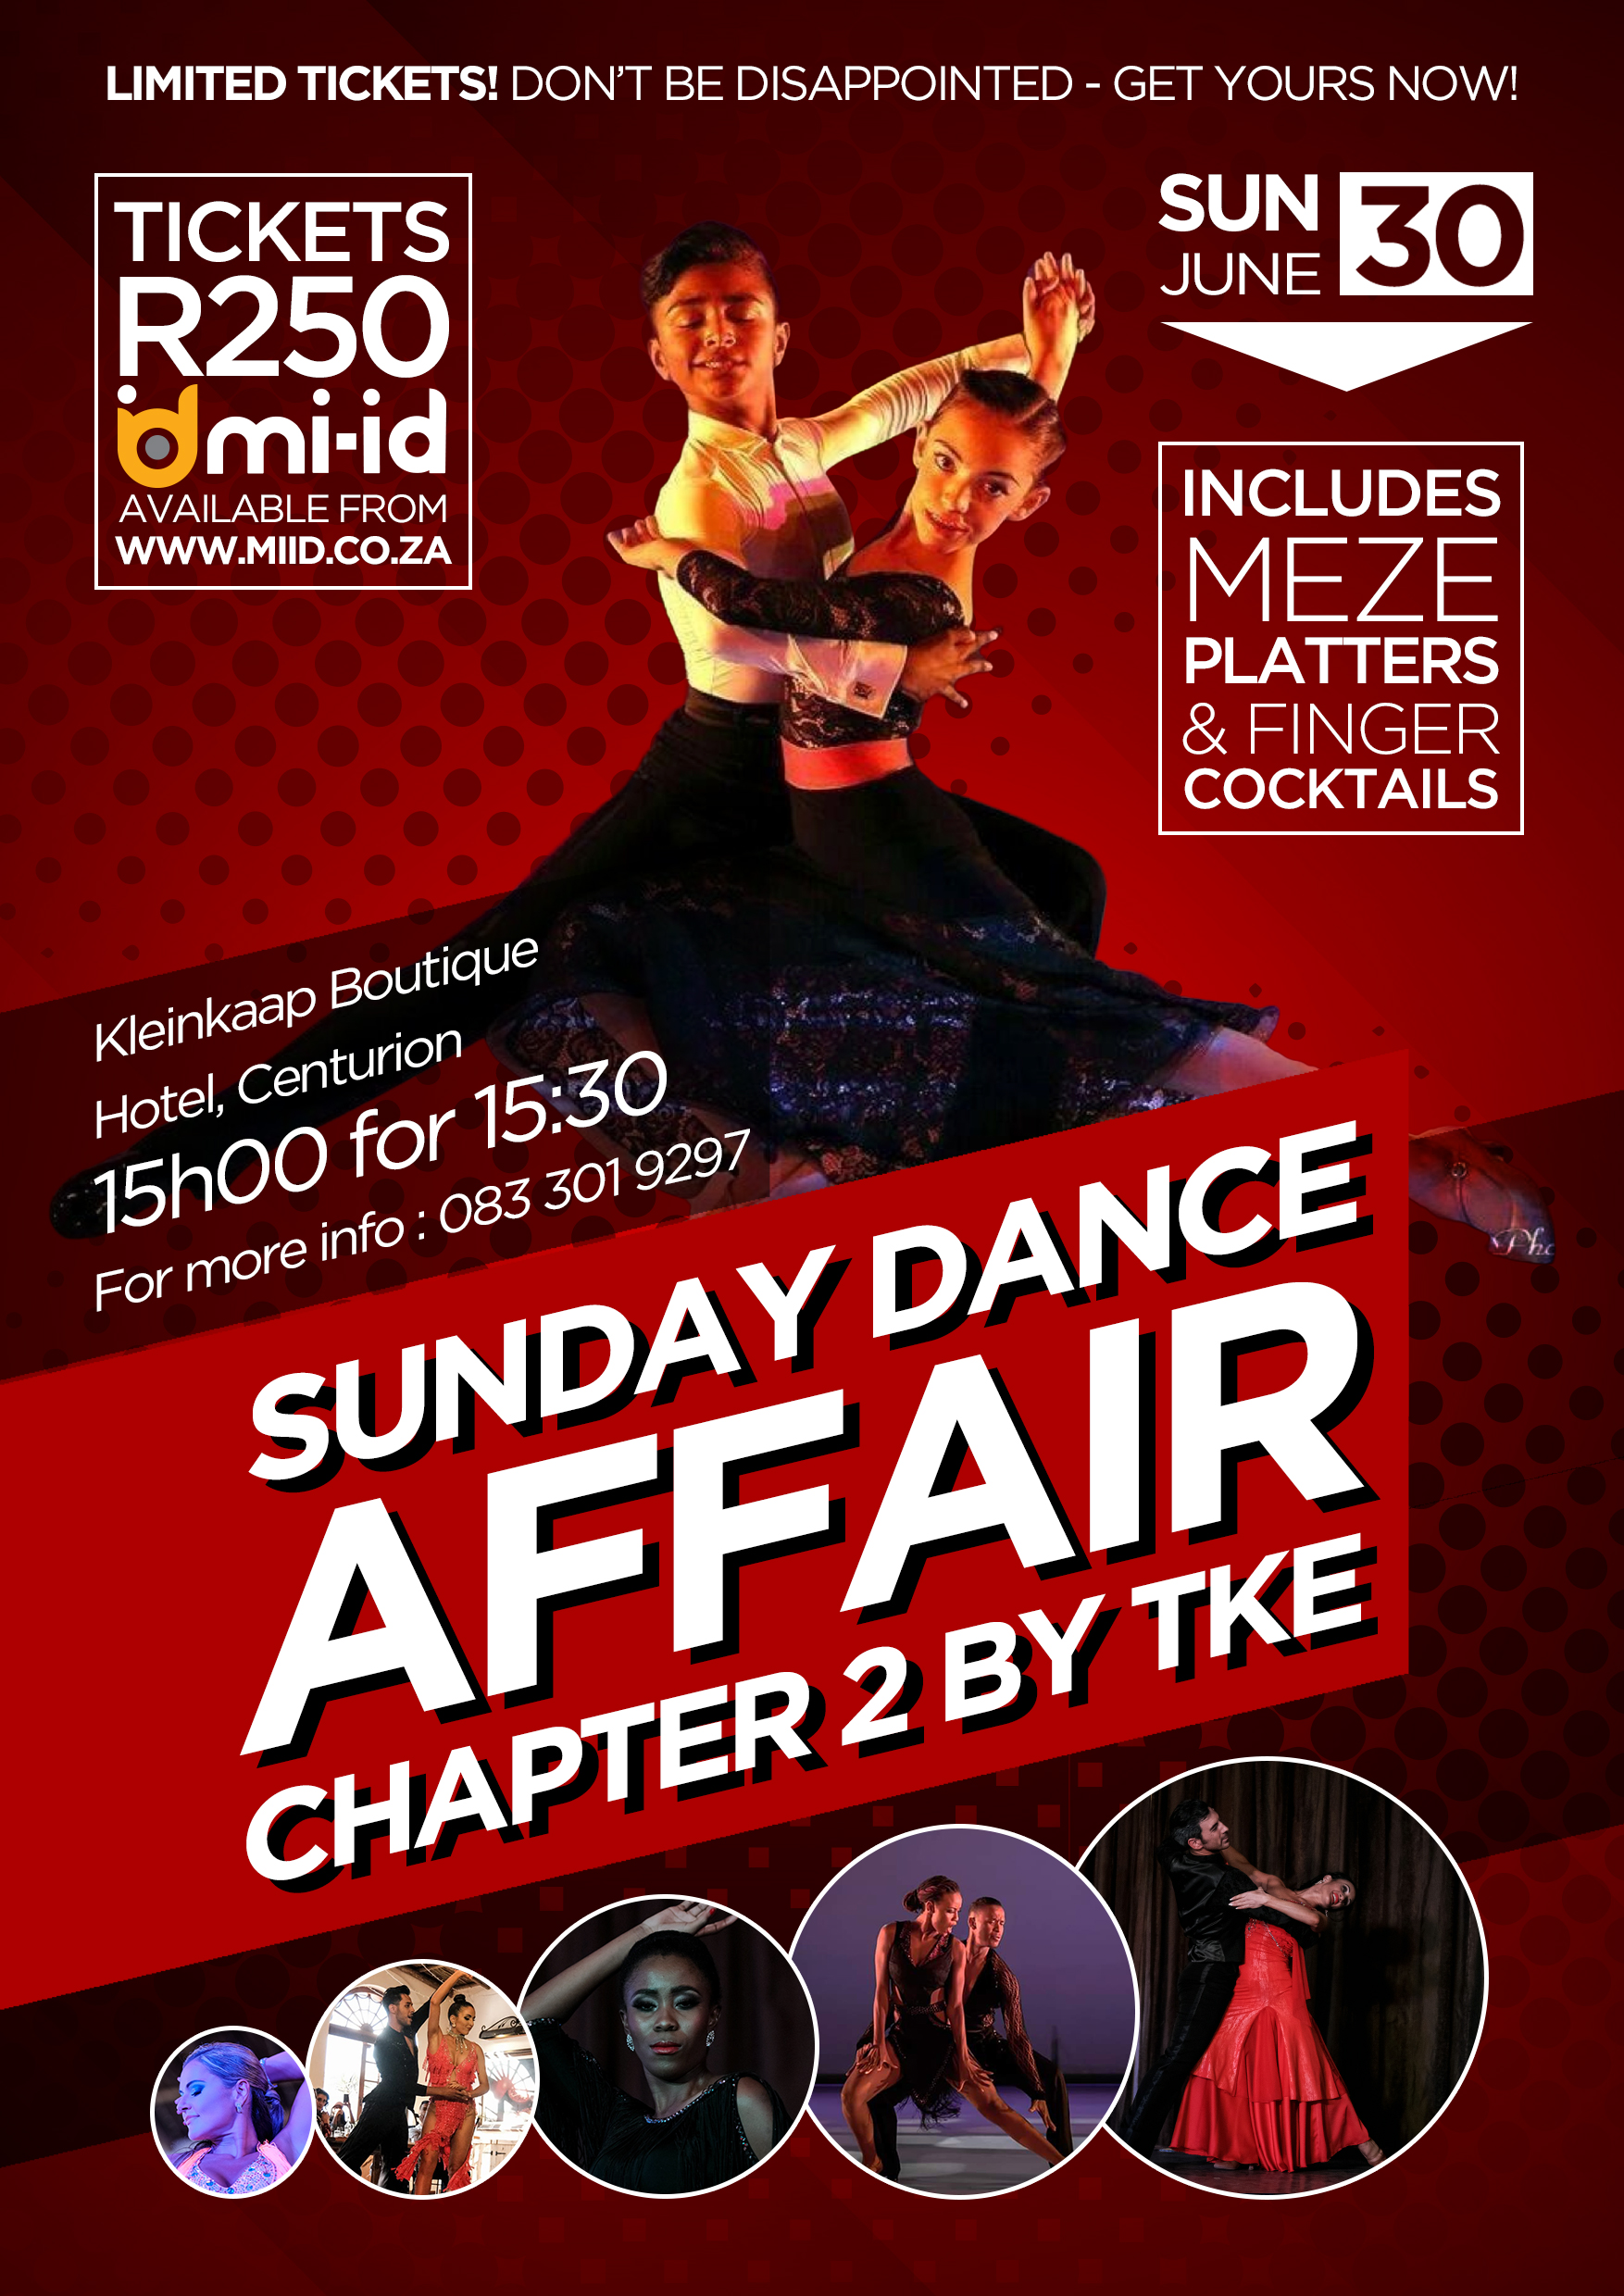 LIMITED TICKETS! DON'T BE DISAPPOINTED - GET YOURS NOW!
TICKETS
R250
mi-id
AVAILABLE FROM
WWW.MIID.CO.ZA
SUN
JUNE
30
INCLUDES
MEZE
PLATTERS
& FINGER
COCKTAILS
Kleinkaap Boutique
Hotel, Centurion
15h00 for 15:30
For more info : 083 301 9297
SUNDAY DANCE
AFFAIR
CHAPTER 2 BY TKE